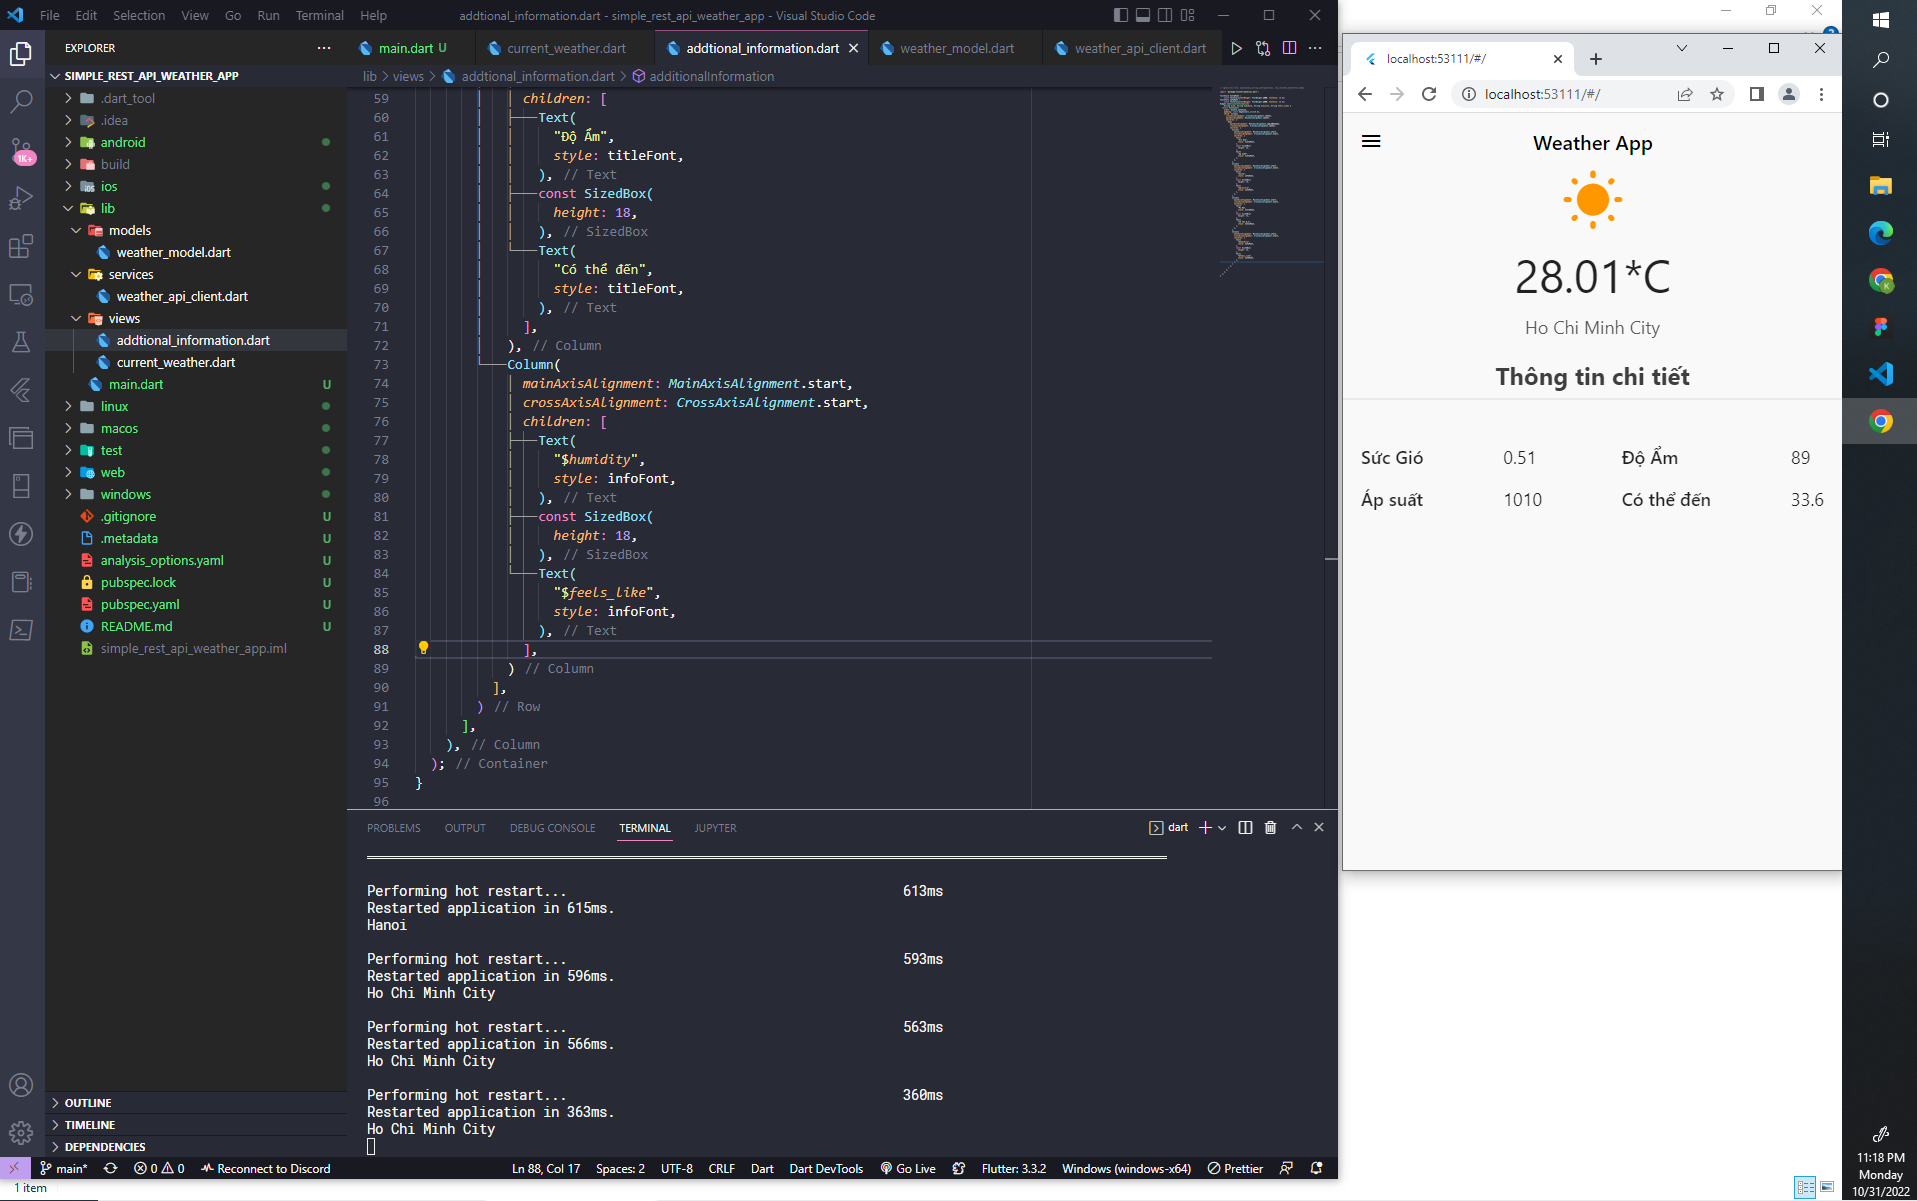 File Edit Selection View Go Run Terminal Help
addtional_information.dart - simple_rest_api_weather_app - Visual Studio Code
EXPLORER
SIMPLE_REST_API_WEATHER_APP
.dart_tool
.idea
android
build
ios
lib
models
weather_model.dart
services
weather_api_client.dart
views
addtional_information.dart
current_weather.dart
main.dart U
linux
macos
test
web
windows
.gitignore U
.metadata U
analysis_options.yaml U
pubspec.lock U
pubspec.yaml U
README.md U
simple_rest_api_weather_app.iml
OUTLINE
TIMELINE
DEPENDENCIES
1K+
main.dart U
current_weather.dart
addtional_information.dart
weather_model.dart
weather_api_client.dart
lib > views > addtional_information.dart > additionalInformation
59 children: [
60 Text(
61 "Độ Ẩm",
62 style: titleFont,
63 ), // Text
64 const SizedBox(
65 height: 18,
66 ), // SizedBox
67 Text(
68 "Có thể đến",
69 style: titleFont,
70 ), // Text
71 ],
72 ), // Column
73 Column(
74 mainAxisAlignment: MainAxisAlignment.start,
75 crossAxisAlignment: CrossAxisAlignment.start,
76 children: [
77 Text(
78 "$humidity",
79 style: infoFont,
80 ), // Text
81 const SizedBox(
82 height: 18,
83 ), // SizedBox
84 Text(
85 "$feels_like",
86 style: infoFont,
87 ), // Text
88 ],
89 ) // Column
90 ],
91 ) // Row
92 ],
93 ), // Column
94 ); // Container
95 }
96
PROBLEMS OUTPUT DEBUG CONSOLE TERMINAL JUPYTER
dart
Performing hot restart... 613ms
Restarted application in 615ms.
Hanoi
Performing hot restart... 593ms
Restarted application in 596ms.
Ho Chi Minh City
Performing hot restart... 563ms
Restarted application in 566ms.
Ho Chi Minh City
Performing hot restart... 360ms
Restarted application in 363ms.
Ho Chi Minh City
main* 0 0 Reconnect to Discord
Ln 88, Col 17 Spaces: 2 UTF-8 CRLF Dart Dart DevTools Go Live Flutter: 3.3.2 Windows (windows-x64) Prettier
1 item
localhost:53111/#/
localhost:53111/#/
Weather App
28.01*C
Ho Chi Minh City
Thông tin chi tiết
Sức Gió 0.51 Độ Ẩm 89
Áp suất 1010 Có thể đến 33.6
11:18 PM
Monday
10/31/2022